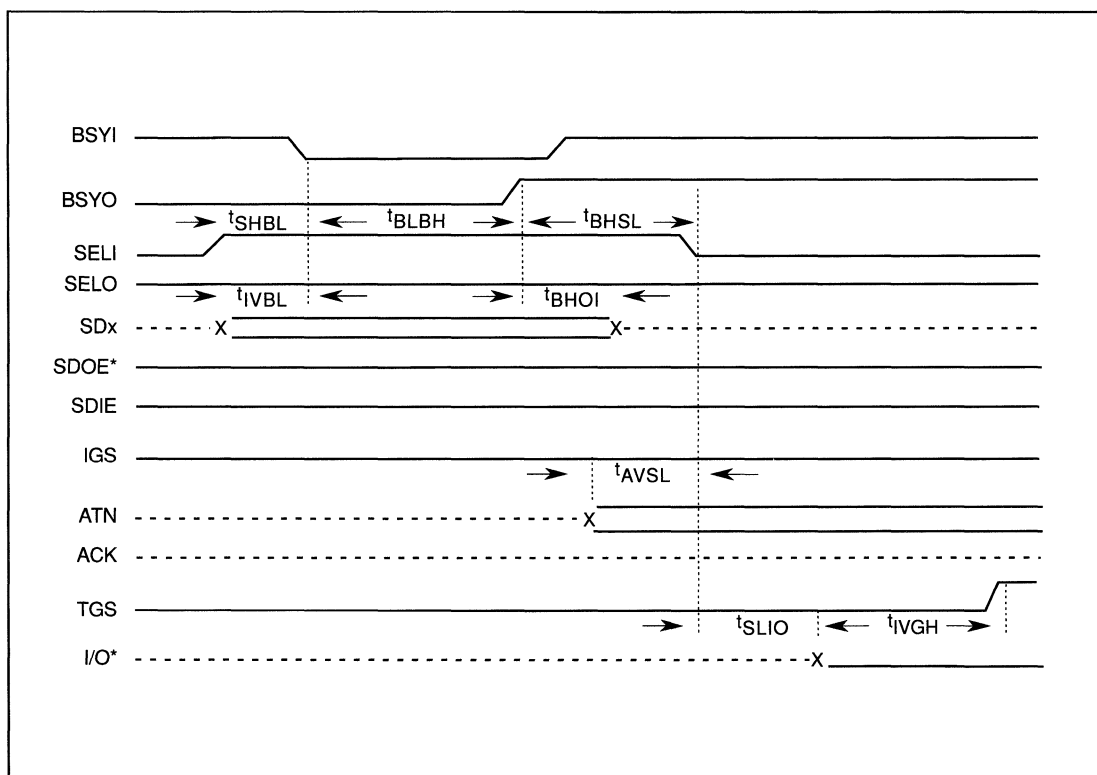 BSYI
BSYO
tSHBL tBLBH tBHSL
SELI
SELO
tIVBL tBHOI
SDx X X
SDOE*
SDIE
IGS
tAVSL
ATN X
ACK
TGS
tSLIO tIVGH
I/O* X